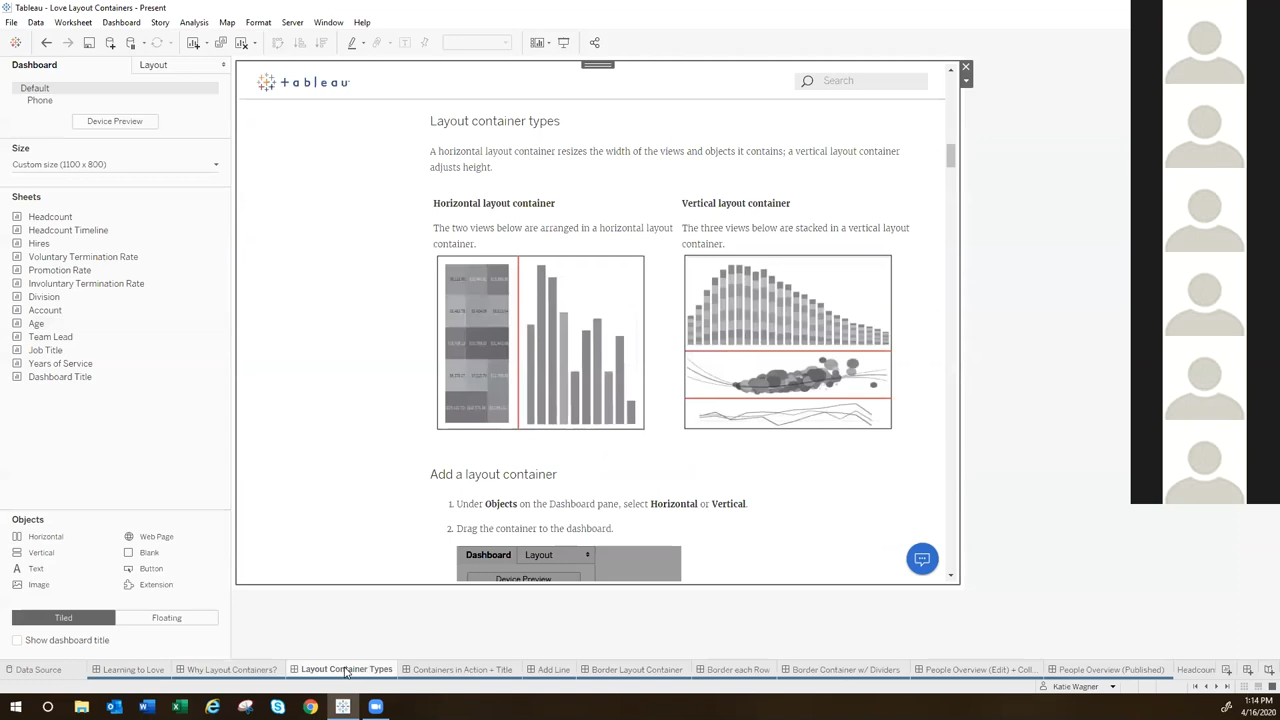 Tableau - Love Layout Containers - Present
File Data Worksheet Dashboard Story Analysis Map Format Server Window Help
Dashboard Layout
Default
Phone
Device Preview
Size
Custom size (1100 x 800)
Sheets
Headcount
Headcount Timeline
Hires
Voluntary Termination Rate
Promotion Rate
Involuntary Termination Rate
Division
Account
Age
Team Lead
Job Title
Years of Service
Dashboard Title
Objects
Horizontal Web Page
Vertical Blank
Text Button
Image Extension
Tiled Floating
Show dashboard title
+ableau
Search
Layout container types
A horizontal layout container resizes the width of the views and objects it contains; a vertical layout container
adjusts height.
Horizontal layout container
The two views below are arranged in a horizontal layout
container.
Vertical layout container
The three views below are stacked in a vertical layout
container.
Add a layout container
1. Under Objects on the Dashboard pane, select Horizontal or Vertical.
2. Drag the container to the dashboard.
Dashboard Layout
Device Preview
Data Source Learning to Love Why Layout Containers? Layout Container Types Containers in Action + Title Add Line Border Layout Container Border each Row Border Container w/ Dividers People Overview (Edit) + Coll... People Overview (Published) Headcount
Katie Wagner
1:14 PM
4/16/2020